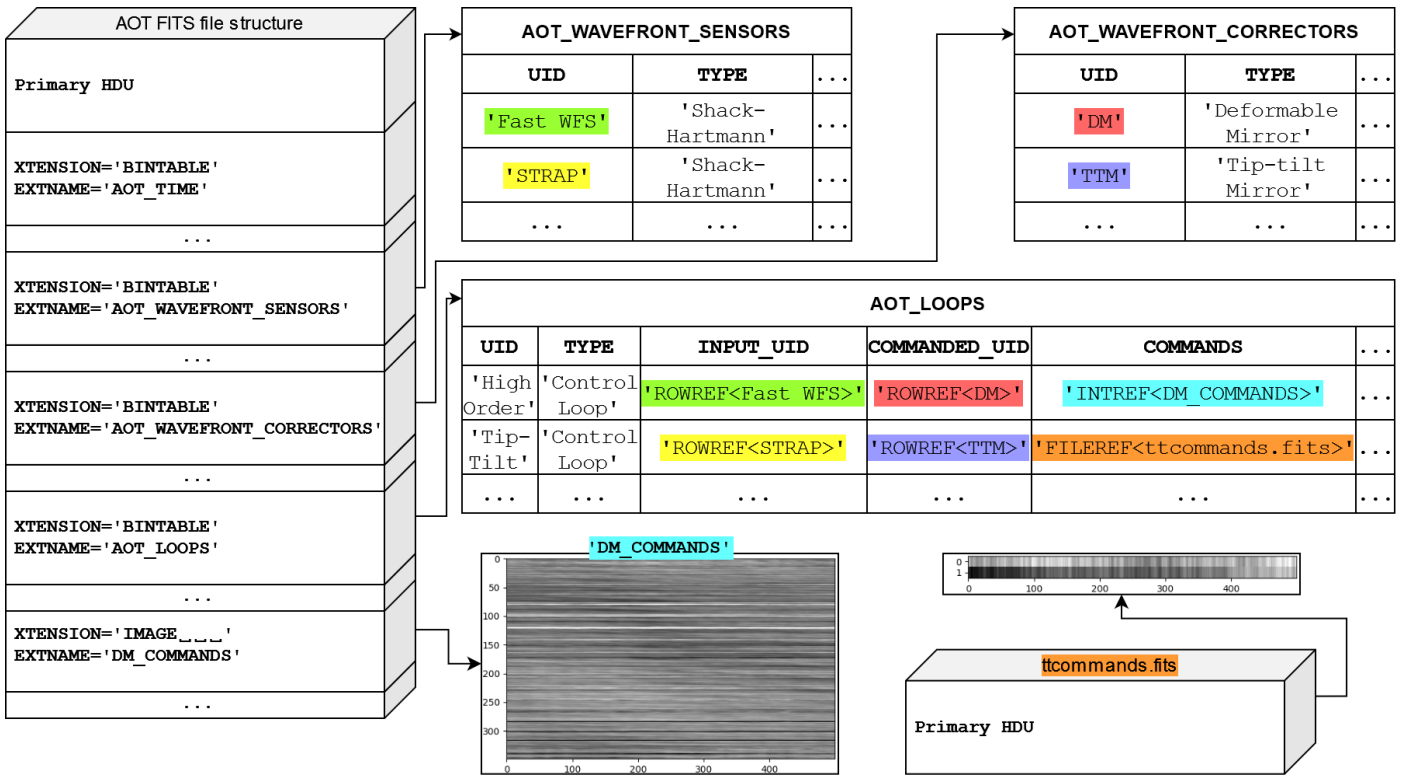 AOT FITS file structure
Primary HDU
XTENSION='BINTABLE'
EXTNAME='AOT_TIME'
...
XTENSION='BINTABLE'
EXTNAME='AOT_WAVEFRONT_SENSORS'
...
XTENSION='BINTABLE'
EXTNAME='AOT_WAVEFRONT_CORRECTORS'
...
XTENSION='BINTABLE'
EXTNAME='AOT_LOOPS'
...
XTENSION='IMAGE␣␣␣'
EXTNAME='DM_COMMANDS'
...
AOT_WAVEFRONT_SENSORS
UID TYPE ...
'Fast WFS' 'Shack-
Hartmann' ...
'STRAP' 'Shack-
Hartmann' ...
... ... ...
AOT_WAVEFRONT_CORRECTORS
UID TYPE ...
'DM' 'Deformable
Mirror' ...
'TTM' 'Tip-tilt
Mirror' ...
... ... ...
AOT_LOOPS
UID TYPE INPUT_UID COMMANDED_UID COMMANDS ...
'High
Order' 'Control
Loop' 'ROWREF<Fast WFS>' 'ROWREF<DM>' 'INTREF<DM_COMMANDS>' ...
'Tip-
Tilt' 'Control
Loop' 'ROWREF<STRAP>' 'ROWREF<TTM>' 'FILEREF<ttcommands.fits>' ...
... ... ... ... ... ...
'DM_COMMANDS'
0
50
100
150
200
250
300
0 100 200 300 400
0
1
0 100 200 300 400
ttcommands.fits
Primary HDU